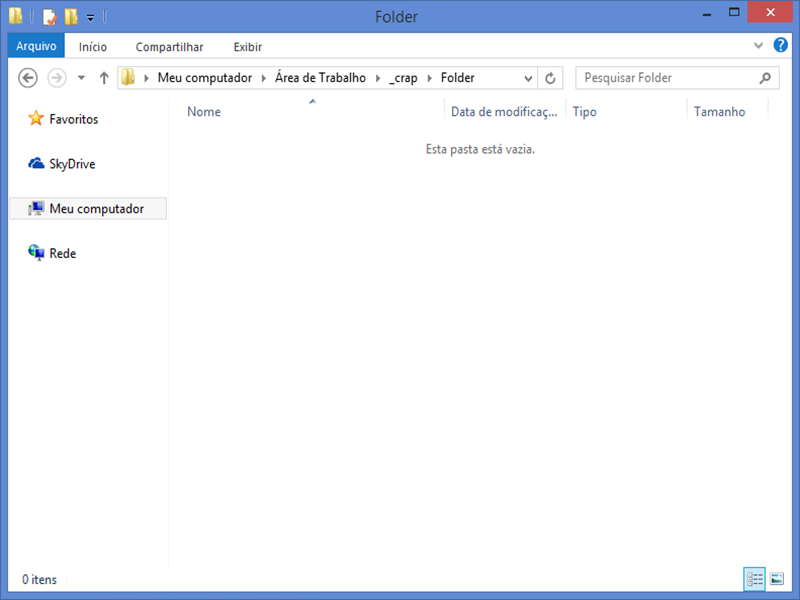 Folder
Arquivo Início Compartilhar Exibir
Meu computador Área de Trabalho _crap Folder Pesquisar Folder
Nome Data de modificaç... Tipo Tamanho
Esta pasta está vazia.
Favoritos
SkyDrive
Meu computador
Rede
0 itens